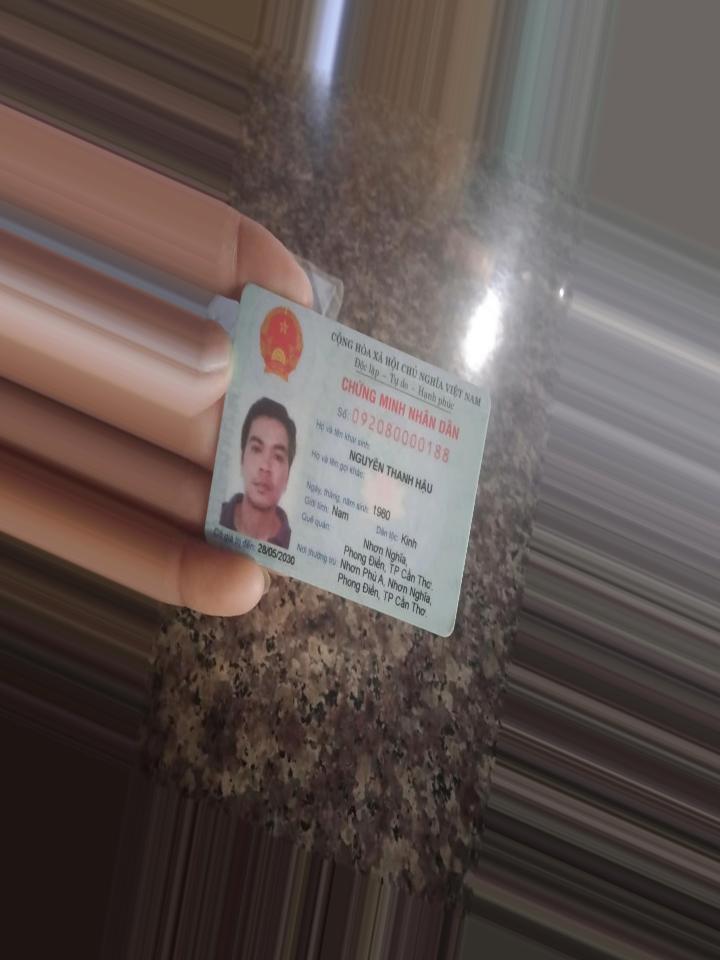 CỘNG HÒA XÃ HỘI CHỦ NGHĨA VIỆT NAM
Độc lập - Tự do - Hạnh phúc
CHỨNG MINH NHÂN DÂN
Số: 092080000188
Họ và tên khai sinh:
NGUYỄN THANH HẬU
Họ và tên gọi khác:
Ngày, tháng, năm sinh: 1980
Giới tính: Nam Dân tộc: Kinh
Quê quán: Nhơn Nghĩa,
Phong Điền, TP Cần Thơ
Nơi thường trú: Nhơn Phú A, Nhơn Nghĩa,
Phong Điền, TP Cần Thơ.
Có giá trị đến: 28/05/2030